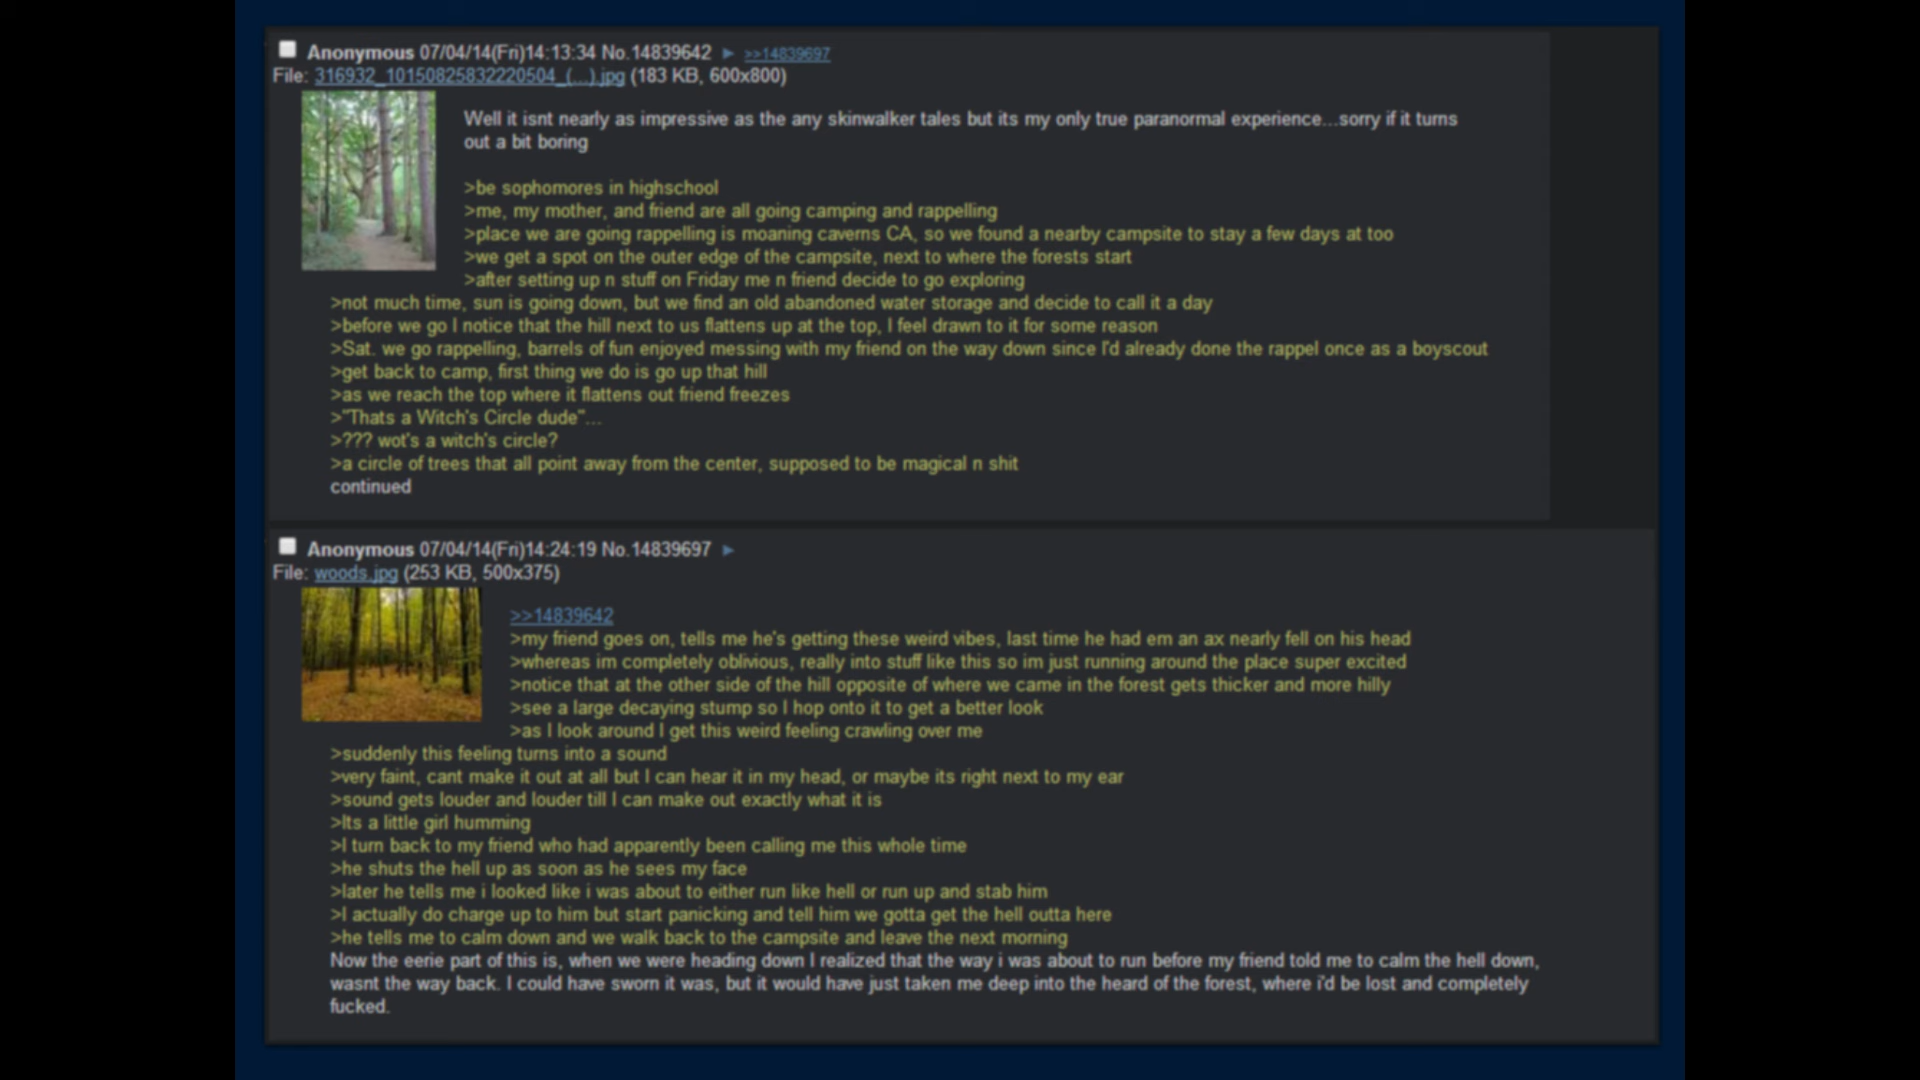 Anonymous 07/04/14(Fri)14:13:34 No.14839642 ► >>14839697
File: 316932_10150825832220504_(...).jpg (183 KB, 600x800)
Well it isnt nearly as impressive as the any skinwalker tales but its my only true paranormal experience...sorry if it turns
out a bit boring
>be sophomores in highschool
>me, my mother, and friend are all going camping and rappelling
>place we are going rappelling is moaning caverns CA, so we found a nearby campsite to stay a few days at too
>we get a spot on the outer edge of the campsite, next to where the forests start
>after setting up n stuff on Friday me n friend decide to go exploring
>not much time, sun is going down, but we find an old abandoned water storage and decide to call it a day
>before we go I notice that the hill next to us flattens up at the top, I feel drawn to it for some reason
>Sat. we go rappelling, barrels of fun enjoyed messing with my friend on the way down since I'd already done the rappel once as a boyscout
>get back to camp, first thing we do is go up that hill
>as we reach the top where it flattens out friend freezes
>"Thats a Witch's Circle dude"...
>??? wot's a witch's circle?
>a circle of trees that all point away from the center, supposed to be magical n shit
continued
Anonymous 07/04/14(Fri)14:24:19 No.14839697 ►
File: woods.jpg (253 KB, 500x375)
>>14839642
>my friend goes on, tells me he's getting these weird vibes, last time he had em an ax nearly fell on his head
>whereas im completely oblivious, really into stuff like this so im just running around the place super excited
>notice that at the other side of the hill opposite of where we came in the forest gets thicker and more hilly
>see a large decaying stump so I hop onto it to get a better look
>as I look around I get this weird feeling crawling over me
>suddenly this feeling turns into a sound
>very faint, cant make it out at all but I can hear it in my head, or maybe its right next to my ear
>sound gets louder and louder till I can make out exactly what it is
>Its a little girl humming
>I turn back to my friend who had apparently been calling me this whole time
>he shuts the hell up as soon as he sees my face
>later he tells me i looked like i was about to either run like hell or run up and stab him
>I actually do charge up to him but start panicking and tell him we gotta get the hell outta here
>he tells me to calm down and we walk back to the campsite and leave the next morning
Now the eerie part of this is, when we were heading down I realized that the way i was about to run before my friend told me to calm the hell down,
wasnt the way back. I could have sworn it was, but it would have just taken me deep into the heard of the forest, where i'd be lost and completely
fucked.